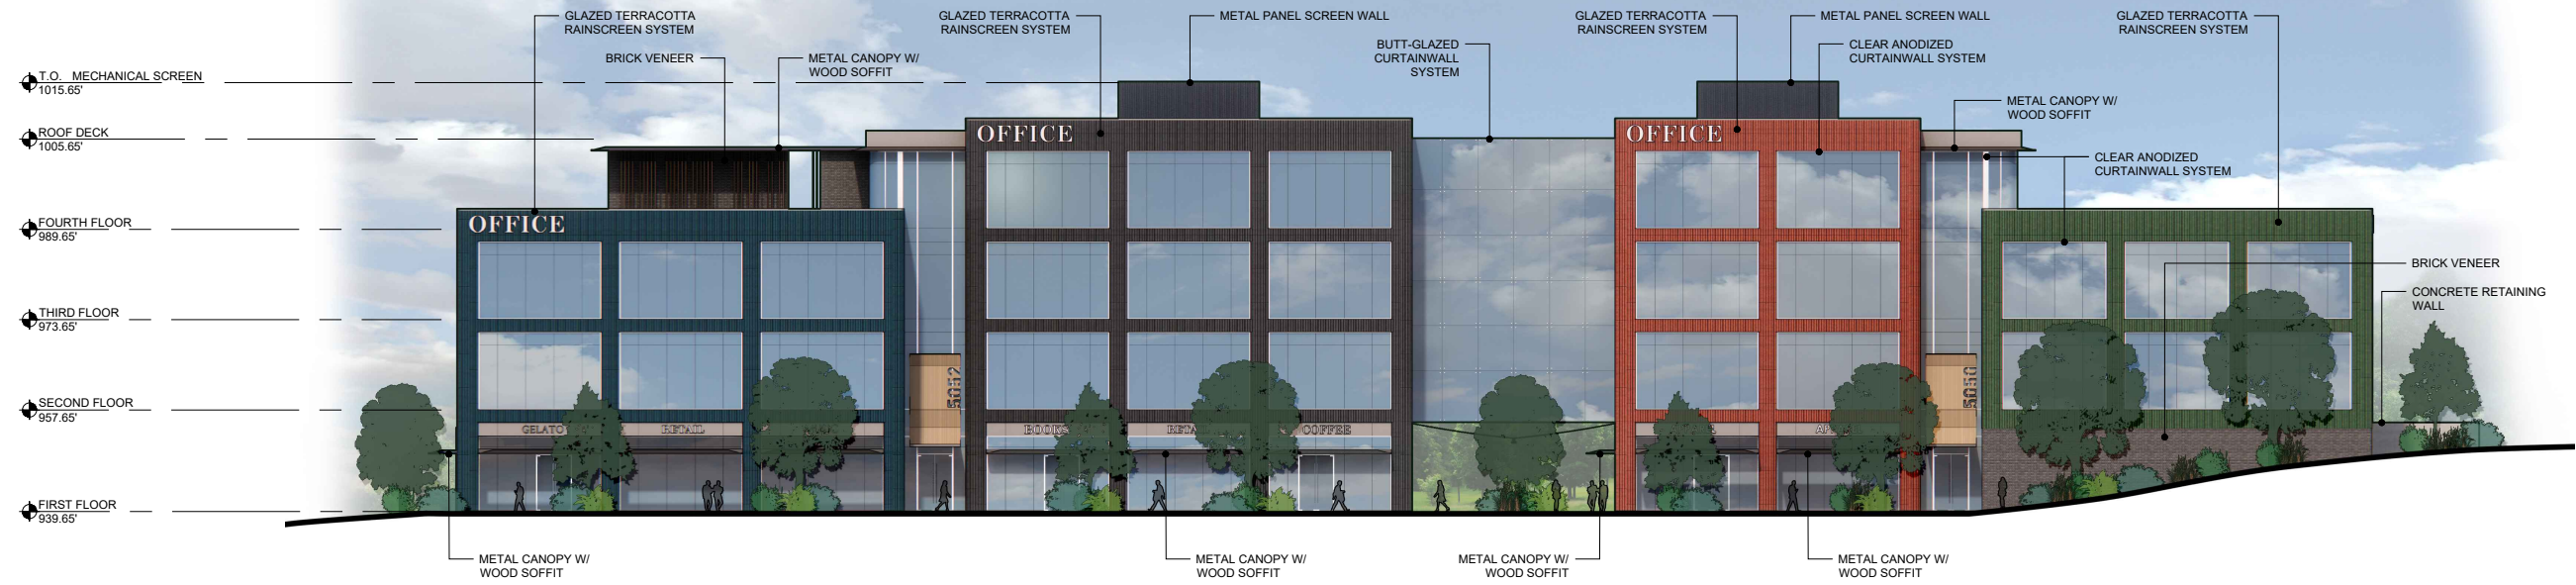 GLAZED TERRACOTTA
RAINSCREEN SYSTEM
GLAZED TERRACOTTA
RAINSCREEN SYSTEM
METAL PANEL SCREEN WALL
GLAZED TERRACOTTA
RAINSCREEN SYSTEM
METAL PANEL SCREEN WALL
GLAZED TERRACOTTA
RAINSCREEN SYSTEM
BRICK VENEER
METAL CANOPY W/
WOOD SOFFIT
BUTT-GLAZED
CURTAINWALL
SYSTEM
CLEAR ANODIZED
CURTAINWALL SYSTEM
T.O. MECHANICAL SCREEN
1015.65'
METAL CANOPY W/
WOOD SOFFIT
ROOF DECK
1005.65'
OFFICE
OFFICE
CLEAR ANODIZED
CURTAINWALL SYSTEM
FOURTH FLOOR
989.65'
OFFICE
BRICK VENEER
CONCRETE RETAINING
WALL
THIRD FLOOR
973.65'
5052
5050
SECOND FLOOR
957.65'
GELATO
RETAIL
BOOKS
COFFEE
FIRST FLOOR
939.65'
METAL CANOPY W/
WOOD SOFFIT
METAL CANOPY W/
WOOD SOFFIT
METAL CANOPY W/
WOOD SOFFIT
METAL CANOPY W/
WOOD SOFFIT